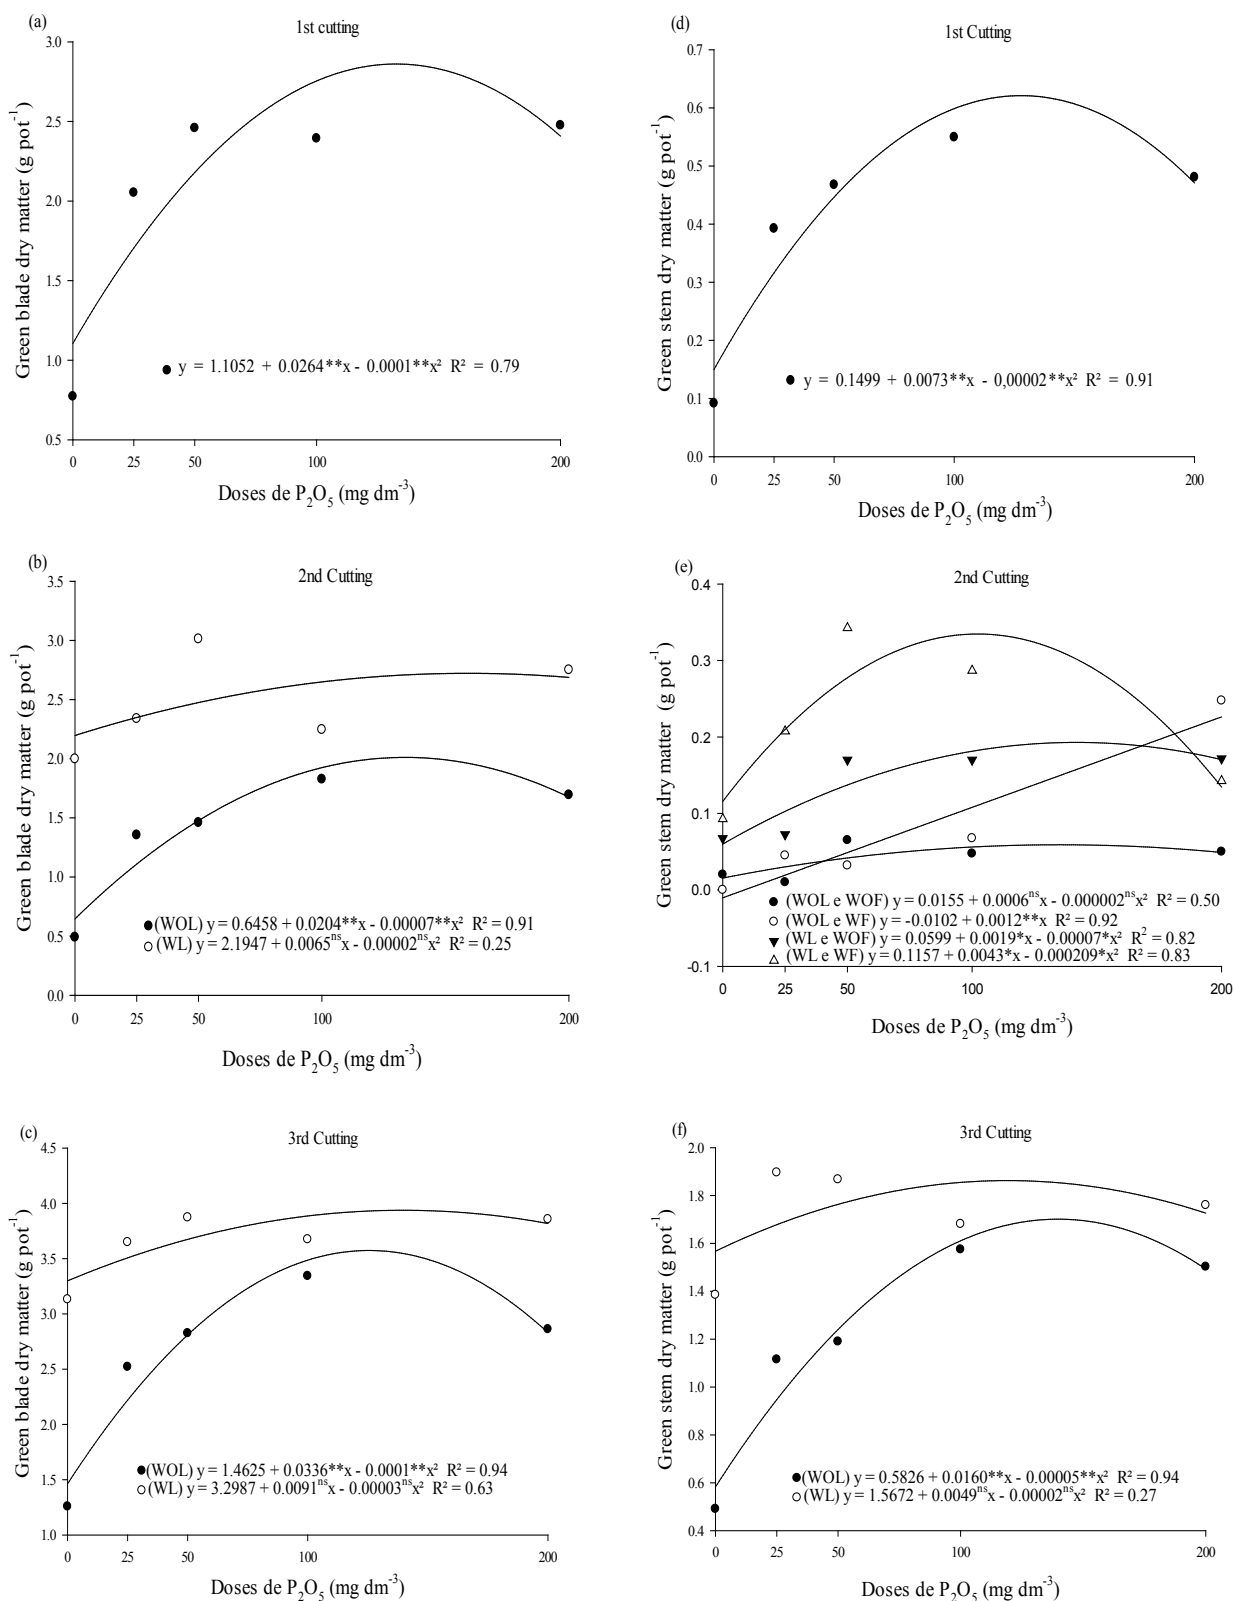 (a)
1st cutting
Green blade dry matter (g pot⁻¹)
3.0
2.5
2.0
1.5
1.0
0.5
y = 1.1052 + 0.0264**x - 0.0001**x² R² = 0.79
0 25 50 100 200
Doses de P₂O₅ (mg dm⁻³)
(d)
1st Cutting
Green stem dry matter (g pot⁻¹)
0.7
0.6
0.5
0.4
0.3
0.2
0.1
0.0
y = 0.1499 + 0.0073**x - 0,00002**x² R² = 0.91
0 25 50 100 200
Doses de P₂O₅ (mg dm⁻³)
(b)
2nd Cutting
Green blade dry matter (g pot⁻¹)
3.5
3.0
2.5
2.0
1.5
1.0
0.5
0.0
(WOL) y = 0.6458 + 0.0204**x - 0.00007**x² R² = 0.91
(WL) y = 2.1947 + 0.0065ⁿˢx - 0.00002ⁿˢx² R² = 0.25
0 25 50 100 200
Doses de P₂O₅ (mg dm⁻³)
(e)
2nd Cutting
Green stem dry matter (g pot⁻¹)
0.4
0.3
0.2
0.1
0.0
-0.1
(WOL e WOF) y = 0.0155 + 0.0006ⁿˢx - 0.000002ⁿˢx² R² = 0.50
(WOL e WF) y = -0.0102 + 0.0012**x R² = 0.92
(WL e WOF) y = 0.0599 + 0.0019*x - 0.00007*x² R² = 0.82
(WL e WF) y = 0.1157 + 0.0043*x - 0.000209*x² R² = 0.83
0 25 50 100 200
Doses de P₂O₅ (mg dm⁻³)
(c)
3rd Cutting
Green blade dry matter (g pot⁻¹)
4.5
4.0
3.5
3.0
2.5
2.0
1.5
1.0
(WOL) y = 1.4625 + 0.0336**x - 0.0001**x² R² = 0.94
(WL) y = 3.2987 + 0.0091ⁿˢx - 0.00003ⁿˢx² R² = 0.63
0 25 50 100 200
Doses de P₂O₅ (mg dm⁻³)
(f)
3rd Cutting
Green stem dry matter (g pot⁻¹)
2.0
1.8
1.6
1.4
1.2
1.0
0.8
0.6
0.4
(WOL) y = 0.5826 + 0.0160**x - 0.00005**x² R² = 0.94
(WL) y = 1.5672 + 0.0049ⁿˢx - 0.00002ⁿˢx² R² = 0.27
0 25 50 100 200
Doses de P₂O₅ (mg dm⁻³)